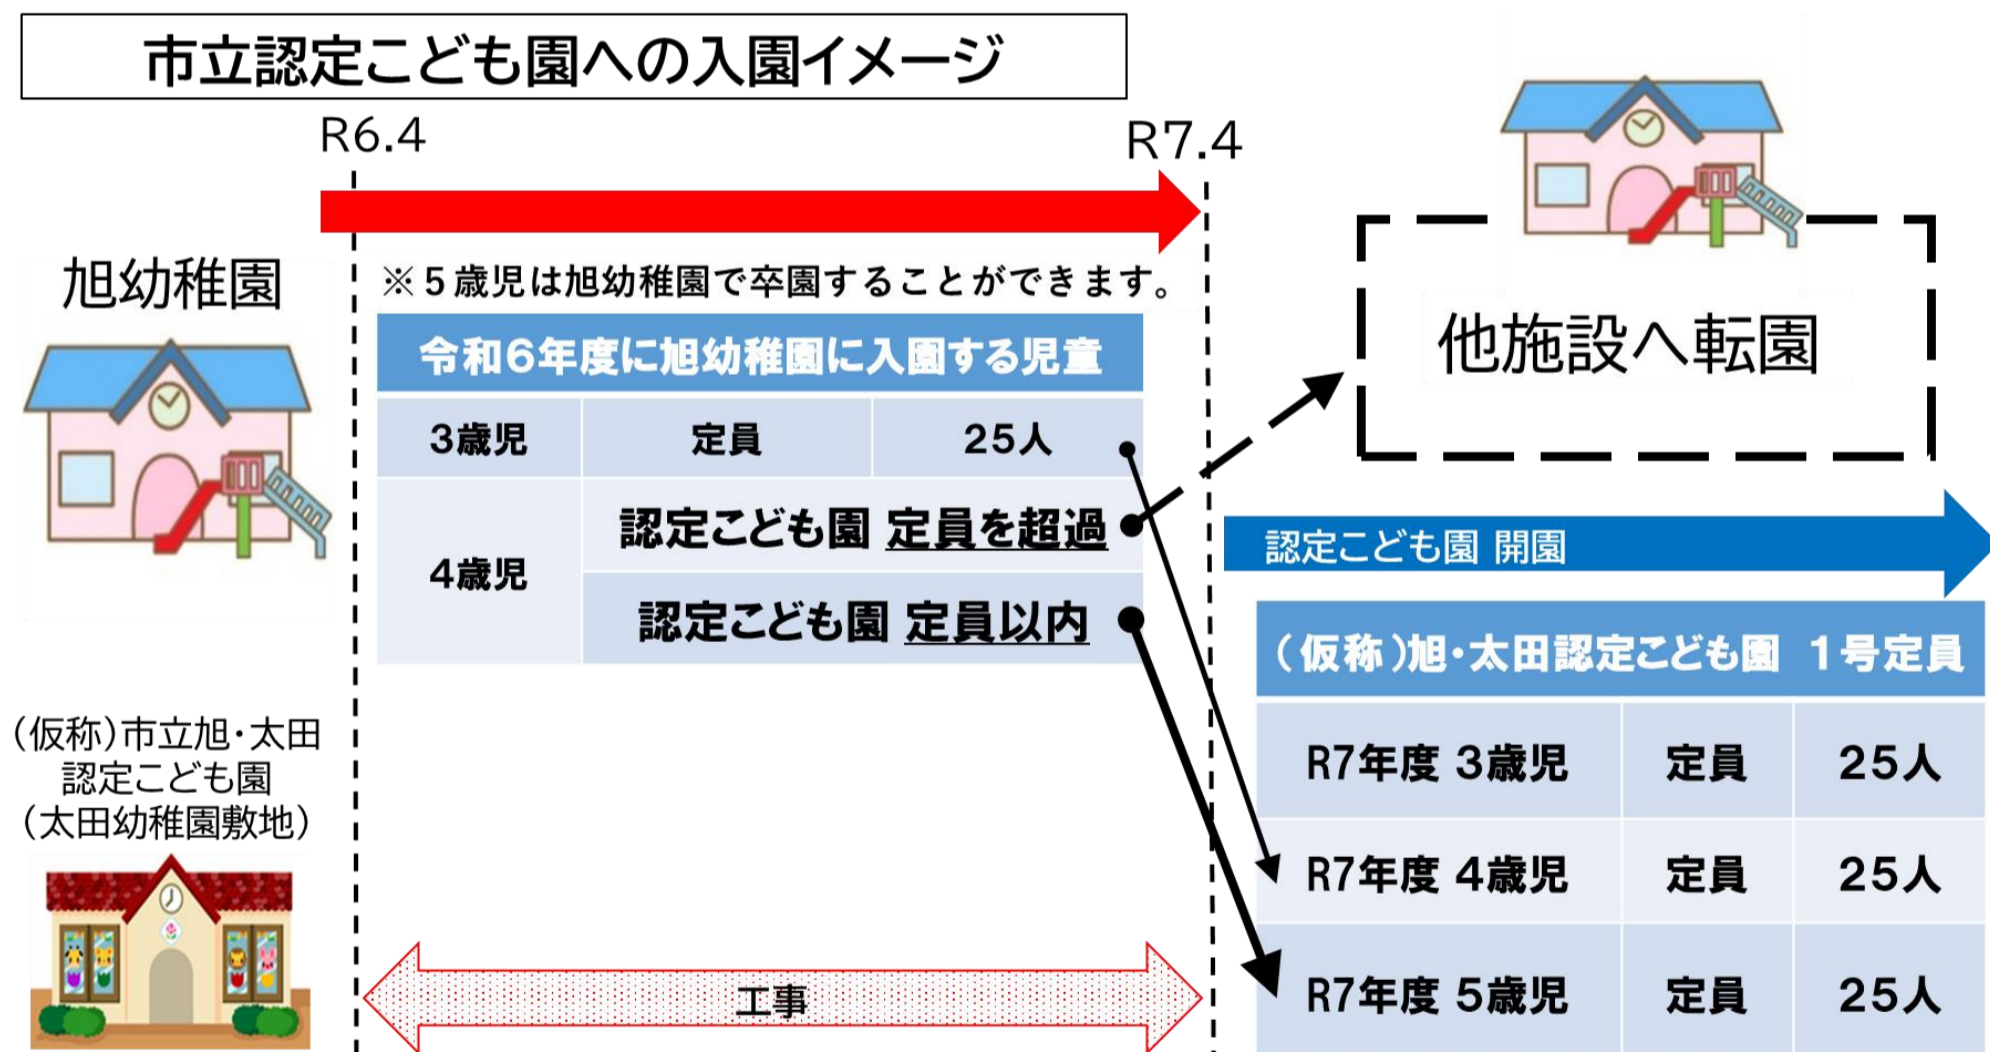 市立認定こども園への入園イメージ
R6.4
R7.4
旭幼稚園
※５歳児は旭幼稚園で卒園することができます。
令和6年度に旭幼稚園に入園する児童
3歳児 定員 25人
4歳児
認定こども園 定員を超過
認定こども園 定員以内
他施設へ転園
認定こども園 開園
（仮称）旭・太田認定こども園 1号定員
R7年度 3歳児 定員 25人
R7年度 4歳児 定員 25人
R7年度 5歳児 定員 25人
（仮称）市立旭・太田
認定こども園
（太田幼稚園敷地）
工事